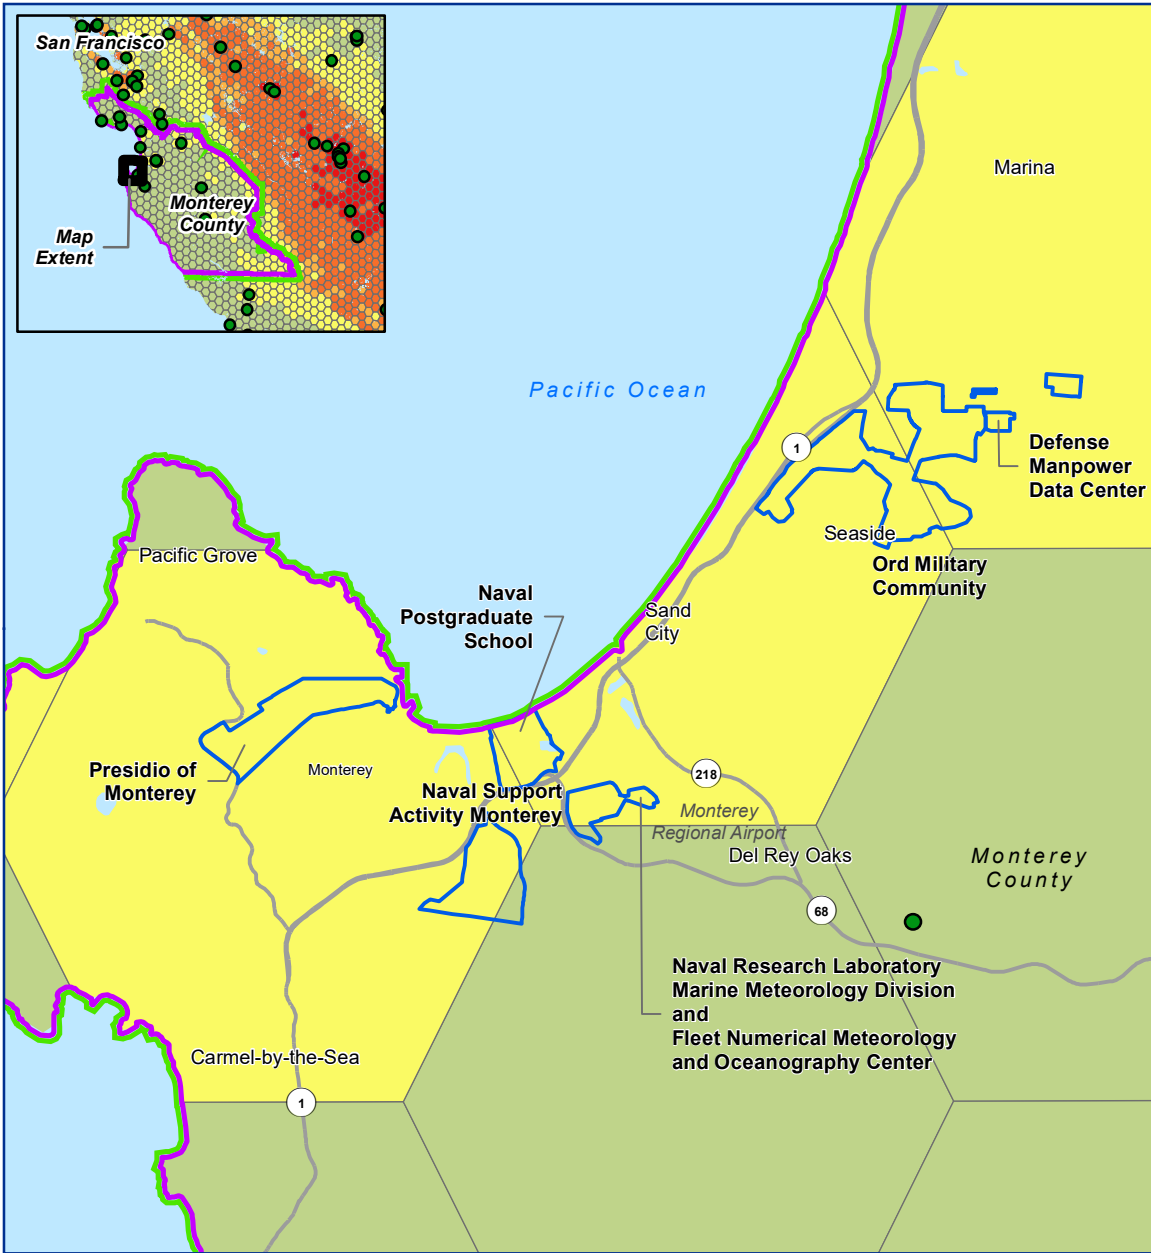 San Francisco
Monterey
County
Map
Extent
Marina
Pacific Ocean
1
Defense
Manpower
Data Center
Seaside
Ord Military
Community
Pacific Grove
Naval
Postgraduate
School
Sand
City
Presidio of
Monterey
Monterey
Naval Support
Activity Monterey
218
Monterey
Regional Airport
Del Rey Oaks
Monterey
County
68
Naval Research Laboratory
Marine Meteorology Division
and
Fleet Numerical Meteorology
and Oceanography Center
Carmel-by-the-Sea
1